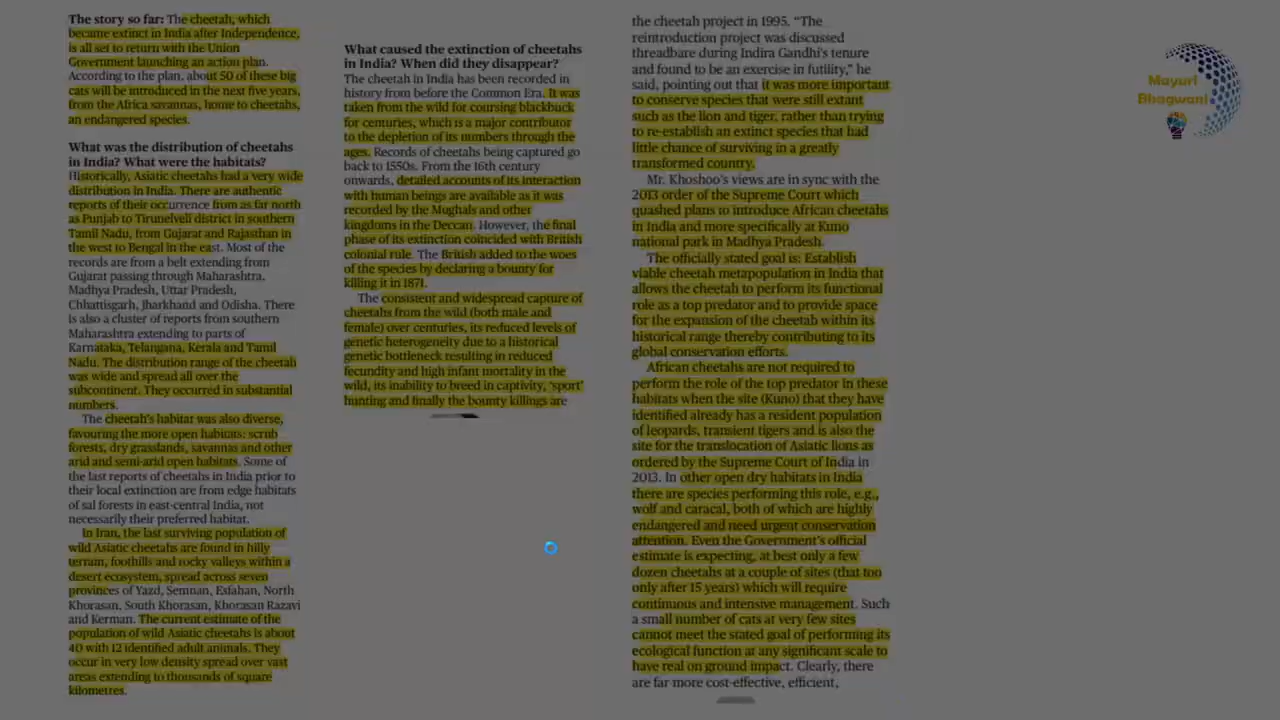 The story so far: The cheetah, which
became extinct in India after Independence,
is all set to return with the Union
Government launching an action plan.
According to the plan, about 50 of these big
cats will be introduced in the next five years,
from the Africa savannas, home to cheetahs,
an endangered species.
What was the distribution of cheetahs
in India? What were the habitats?
Historically, Asiatic cheetahs had a very wide
distribution in India. There are authentic
reports of their occurrence from as far north
as Punjab to Tirunelveli district in southern
Tamil Nadu, from Gujarat and Rajasthan in
the west to Bengal in the east. Most of the
records are from a belt extending from
Gujarat passing through Maharashtra,
Madhya Pradesh, Uttar Pradesh,
Chhattisgarh, Jharkhand and Odisha. There
is also a cluster of reports from southern
Maharashtra extending to parts of
Karnataka, Telangana, Kerala and Tamil
Nadu. The distribution range of the cheetah
was wide and spread all over the
subcontinent. They occurred in substantial
numbers.
The cheetah's habitat was also diverse,
favouring the more open habitats: scrub
forests, dry grasslands, savannas and other
arid and semi-arid open habitats. Some of
the last reports of cheetahs in India prior to
their local extinction are from edge habitats
of sal forests in east-central India, not
necessarily their preferred habitat.
In Iran, the last surviving population of
wild Asiatic cheetahs are found in hilly
terrain, foothills and rocky valleys within a
desert ecosystem, spread across seven
provinces of Yazd, Semnan, Esfahan, North
Khorasan, South Khorasan, Khorasan Razavi
and Kerman. The current estimate of the
population of wild Asiatic cheetahs is about
40 with 12 identified adult animals. They
occur in very low density spread over vast
areas extending to thousands of square
kilometres.
What caused the extinction of cheetahs
in India? When did they disappear?
The cheetah in India has been recorded in
history from before the Common Era. It was
taken from the wild for coursing blackbuck
for centuries, which is a major contributor
to the depletion of its numbers through the
ages. Records of cheetahs being captured go
back to 1550s. From the 16th century
onwards, detailed accounts of its interaction
with human beings are available as it was
recorded by the Mughals and other
kingdoms in the Deccan. However, the final
phase of its extinction coincided with British
colonial rule. The British added to the woes
of the species by declaring a bounty for
killing it in 1871.
The consistent and widespread capture of
cheetahs from the wild (both male and
female) over centuries, its reduced levels of
genetic heterogeneity due to a historical
genetic bottleneck resulting in reduced
fecundity and high infant mortality in the
wild, its inability to breed in captivity, 'sport'
hunting and finally the bounty killings are
the cheetah project in 1995. “The
reintroduction project was discussed
threadbare during Indira Gandhi's tenure
and found to be an exercise in futility,” he
said, pointing out that it was more important
to conserve species that were still extant
such as the lion and tiger, rather than trying
to re-establish an extinct species that had
little chance of surviving in a greatly
transformed country.
Mr. Khoshoo's views are in sync with the
2013 order of the Supreme Court which
quashed plans to introduce African cheetahs
in India and more specifically at Kuno
national park in Madhya Pradesh.
The officially stated goal is: Establish
viable cheetah metapopulation in India that
allows the cheetah to perform its functional
role as a top predator and to provide space
for the expansion of the cheetah within its
historical range thereby contributing to its
global conservation efforts.
African cheetahs are not required to
perform the role of the top predator in these
habitats when the site (Kuno) that they have
identified already has a resident population
of leopards, transient tigers and is also the
site for the translocation of Asiatic lions as
ordered by the Supreme Court of India in
2013. In other open dry habitats in India
there are species performing this role, e.g.,
wolf and caracal, both of which are highly
endangered and need urgent conservation
attention. Even the Government's official
estimate is expecting, at best only a few
dozen cheetahs at a couple of sites (that too
only after 15 years) which will require
continuous and intensive management. Such
a small number of cats at very few sites
cannot meet the stated goal of performing its
ecological function at any significant scale to
have real on ground impact. Clearly, there
are far more cost-effective, efficient,
Mayuri
Bhagwani